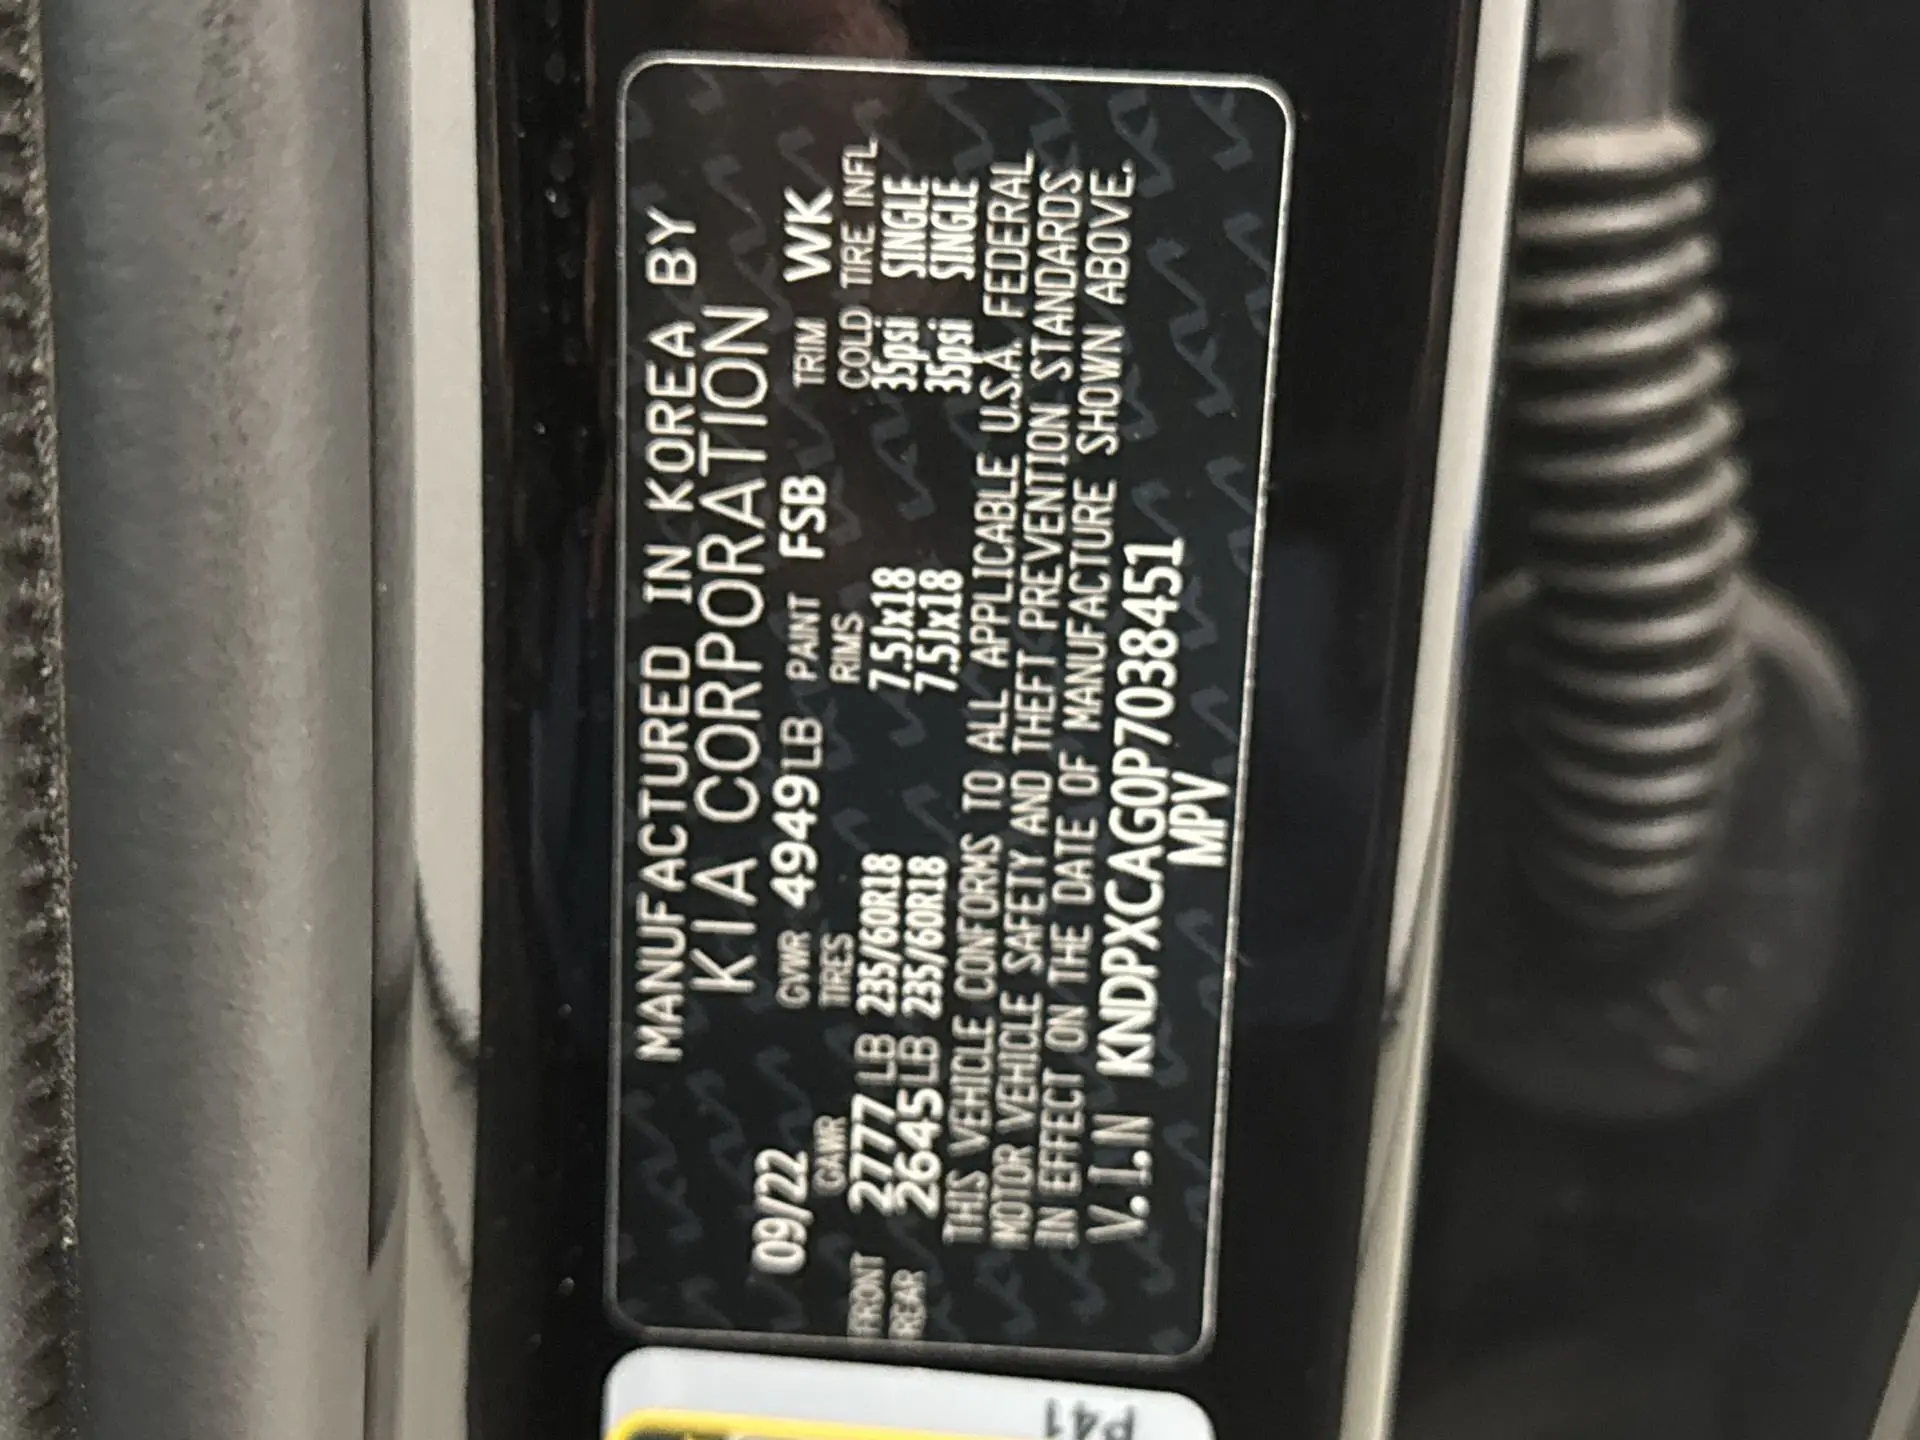 MANUFACTURED IN KOREA BY
KIA CORPORATION
09/22 GVWR 4949LB PAINT FSB TRIM WK
GAWR TIRES RIMS COLD TIRE INFL
FRONT 2777 LB 235/60R18 7.5Jx18 35psi SINGLE
REAR 2645LB 235/60R18 7.5Jx18 35psi SINGLE
THIS VEHICLE CONFORMS TO ALL APPLICABLE U.S.A. FEDERAL
MOTOR VEHICLE SAFETY AND THEFT PREVENTION STANDARDS
IN EFFECT ON THE DATE OF MANUFACTURE SHOWN ABOVE.
V.I.N KNDPXCAG0P7038451
MPV
P41